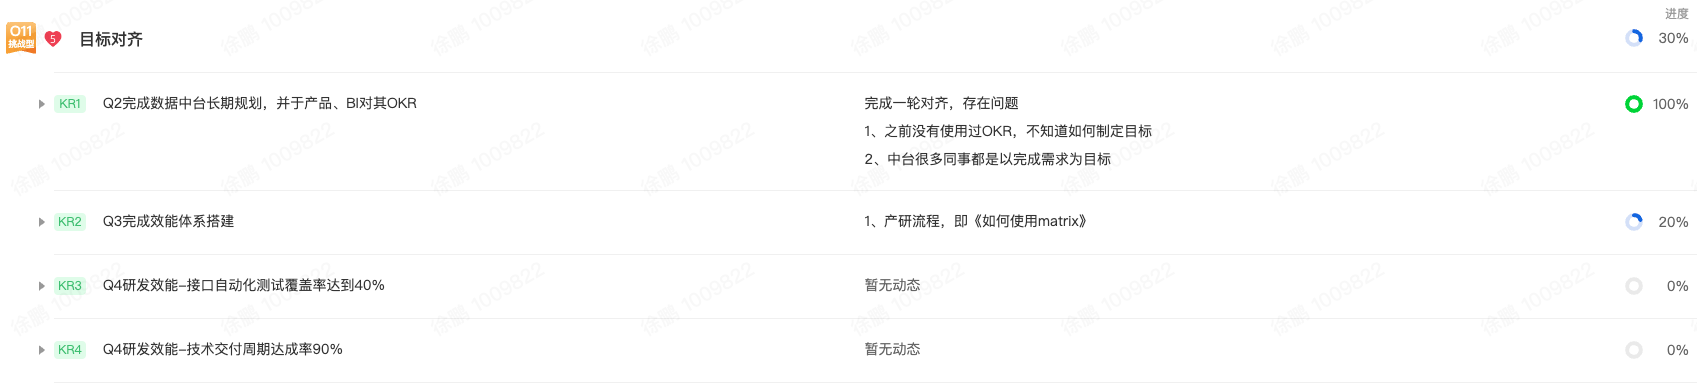 进度
O11
挑战型
5
目标对齐
30%
KR1 Q2完成数据中台长期规划，并于产品、BI对其OKR
完成一轮对齐，存在问题
100%
1、之前没有使用过OKR，不知道如何制定目标
2、中台很多同事都是以完成需求为目标
KR2 Q3完成效能体系搭建
1、产研流程，即《如何使用matrix》
20%
KR3 Q4研发效能-接口自动化测试覆盖率达到40%
暂无动态
0%
KR4 Q4研发效能-技术交付周期达成率90%
暂无动态
0%
徐鹏 1009822